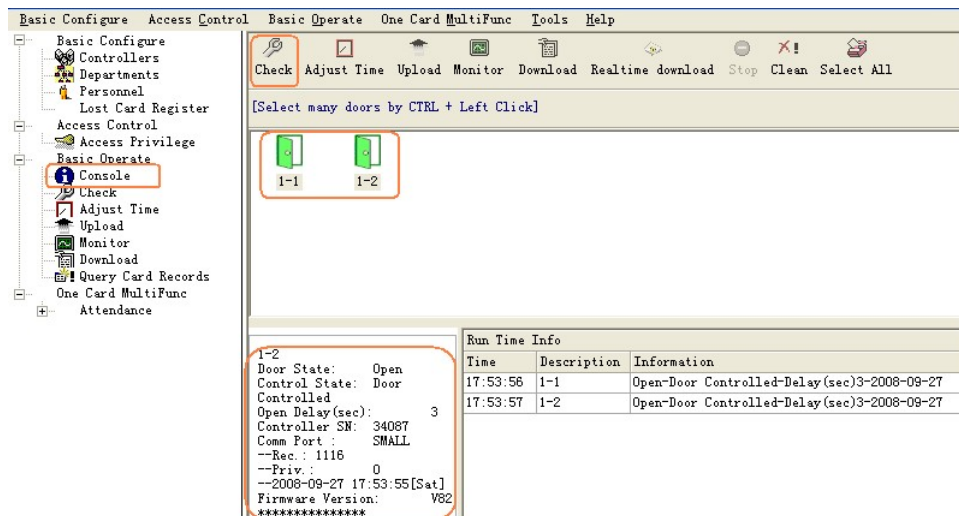 Basic Configure Access Control Basic Operate One Card MultiFunc Tools Help
Basic Configure
Controllers
Departments
Personnel
Lost Card Register
Access Control
Access Privilege
Basic Operate
Console
Check
Adjust Time
Upload
Monitor
Download
Query Card Records
One Card MultiFunc
Attendance
Check Adjust Time Upload Monitor Download Realtime download Stop Clean Select All
[Select many doors by CTRL + Left Click]
1-1 1-2
1-2
Door State: Open
Control State: Door
Controlled
Open Delay(sec): 3
Controller SN: 34087
Comm Port : SMALL
--Rec.: 1116
--Priv.: 0
--2008-09-27 17:53:55[Sat]
Firmware Version: V82
***************
Run Time Info
Time Description Information
17:53:56 1-1 Open-Door Controlled-Delay(sec)3-2008-09-27
17:53:57 1-2 Open-Door Controlled-Delay(sec)3-2008-09-27